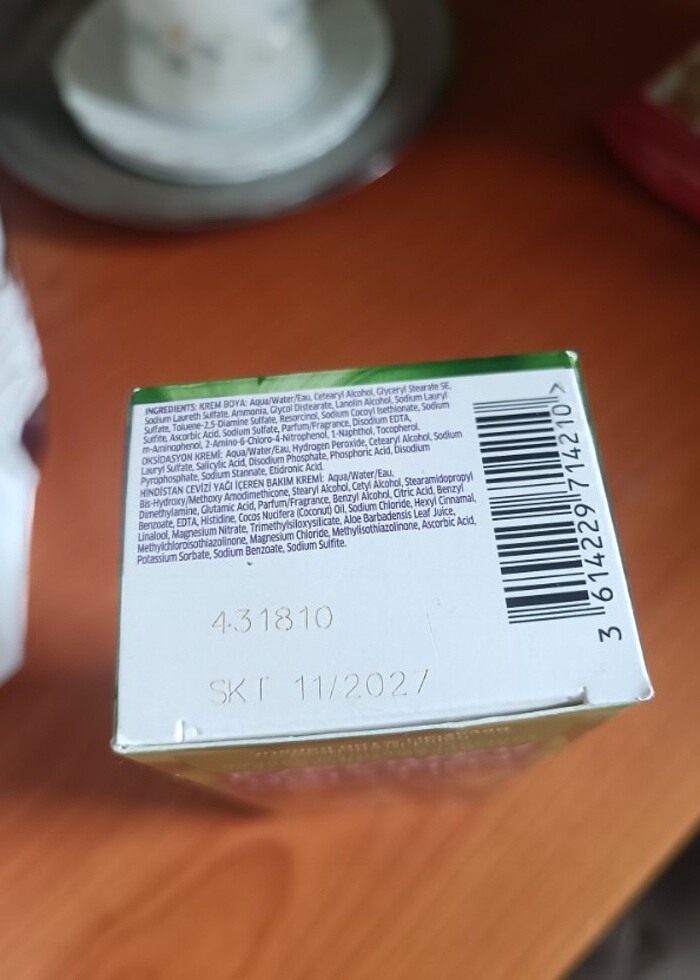 INGREDIENTS: KREM BOYA: Aqua/Water/Eau, Cetearyl Alcohol, Glyceryl Stearate SE,
Sodium Laureth Sulfate, Ammonia, Glycol Distearate, Lanolin Alcohol, Sodium Lauryl
Sulfate, Toluene-2,5-Diamine Sulfate, Resorcinol, Sodium Cocoyl Isethionate, Sodium
Sulfite, Ascorbic Acid, Sodium Sulfate, Parfum/Fragrance, Disodium EDTA,
m-Aminophenol, 2-Amino-6-Chloro-4-Nitrophenol, 1-Naphthol, Tocopherol.
OKSİDASYON KREMİ: Aqua/Water/Eau, Hydrogen Peroxide, Cetearyl Alcohol, Sodium
Lauryl Sulfate, Salicylic Acid, Disodium Phosphate, Phosphoric Acid, Disodium
Pyrophosphate, Sodium Stannate, Etidronic Acid.
HİNDİSTAN CEVİZİ YAĞI İÇEREN BAKIM KREMİ: Aqua/Water/Eau,
Bis-Hydroxy/Methoxy Amodimethicone, Stearyl Alcohol, Cetyl Alcohol, Stearamidopropyl
Dimethylamine, Glutamic Acid, Parfum/Fragrance, Benzyl Alcohol, Citric Acid, Benzyl
Benzoate, EDTA, Histidine, Cocos Nucifera (Coconut) Oil, Sodium Chloride, Hexyl Cinnamal,
Linalool, Magnesium Nitrate, Trimethylsiloxysilicate, Aloe Barbadensis Leaf Juice,
Methylchloroisothiazolinone, Magnesium Chloride, Methylisothiazolinone, Ascorbic Acid,
Potassium Sorbate, Sodium Benzoate, Sodium Sulfite.
431810
SKT 11/2027
3 614229 714210 >